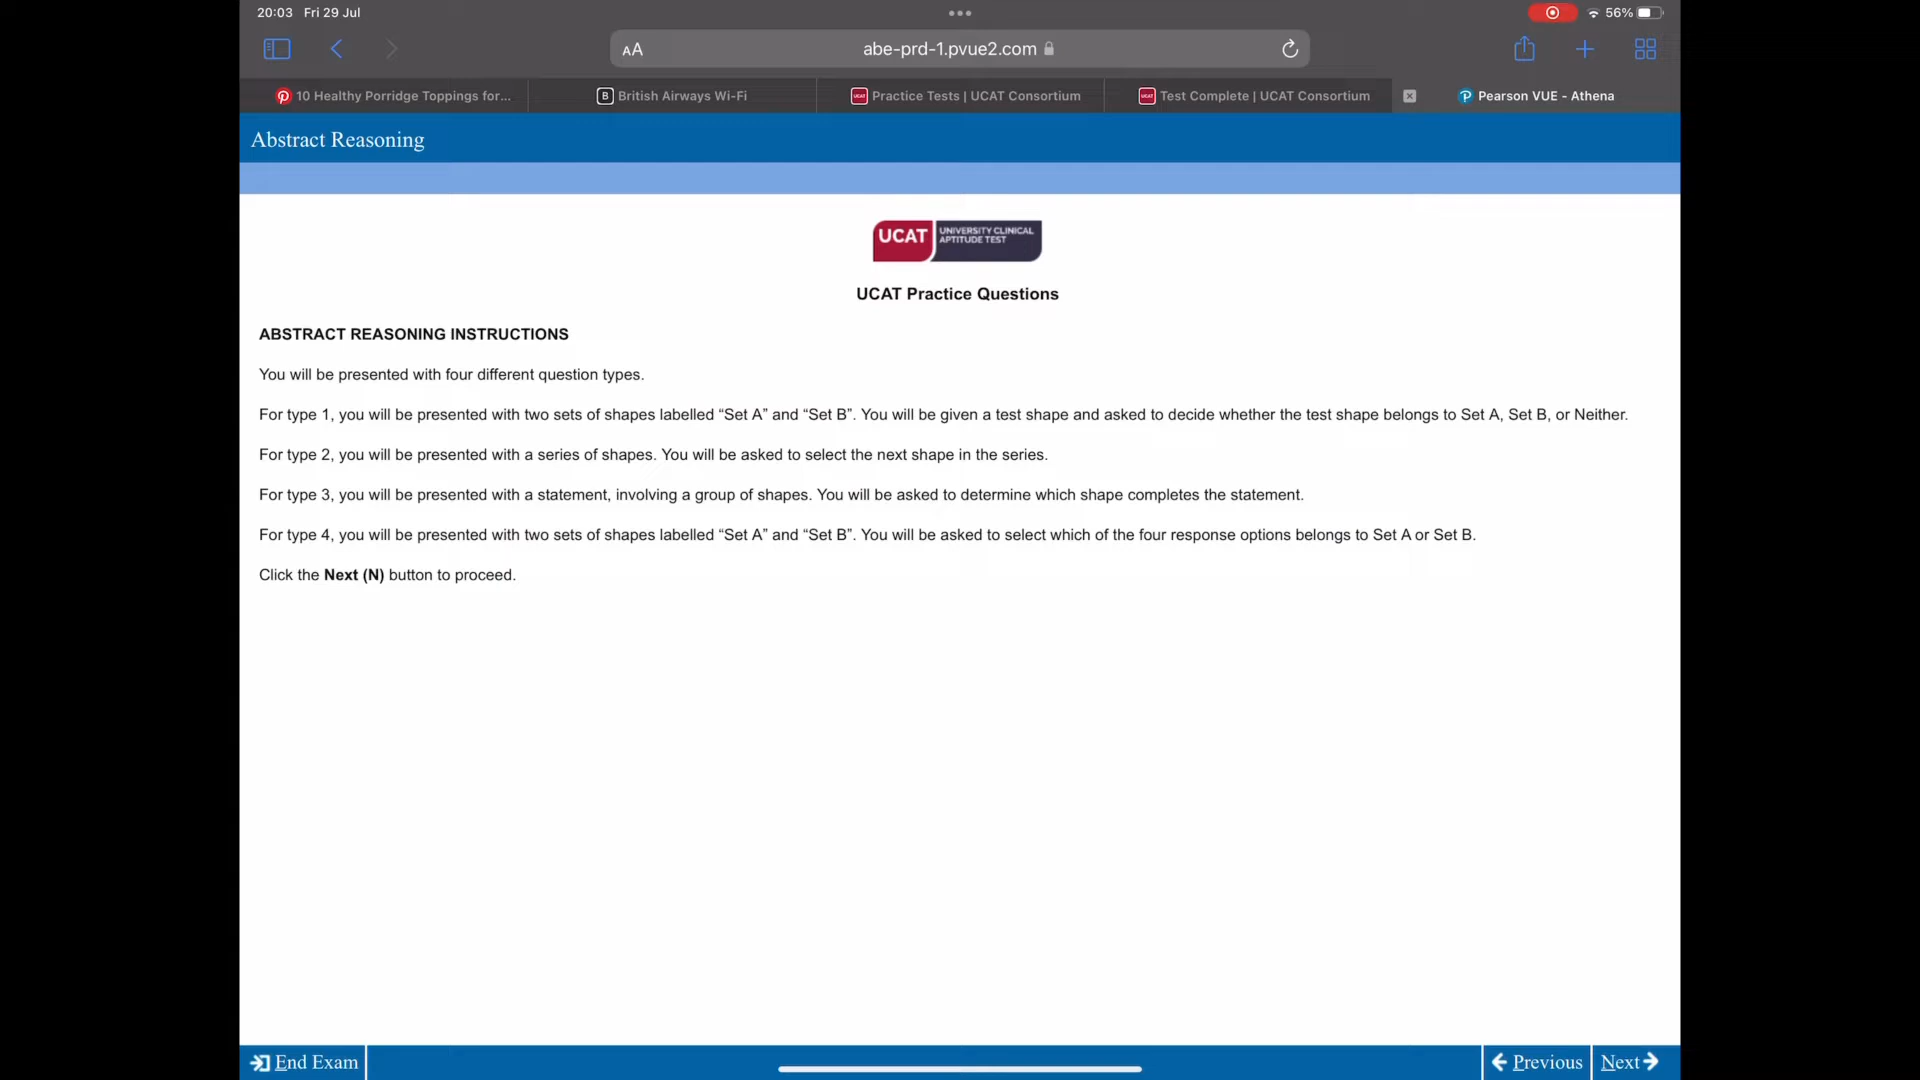 20:03 Fri 29 Jul
56%
AA
abe-prd-1.pvue2.com
10 Healthy Porridge Toppings for...
B British Airways Wi-Fi
UCAT Practice Tests | UCAT Consortium
UCAT Test Complete | UCAT Consortium
Pearson VUE - Athena
Abstract Reasoning
UCAT UNIVERSITY CLINICAL
APTITUDE TEST
UCAT Practice Questions
ABSTRACT REASONING INSTRUCTIONS
You will be presented with four different question types.
For type 1, you will be presented with two sets of shapes labelled “Set A” and “Set B”. You will be given a test shape and asked to decide whether the test shape belongs to Set A, Set B, or Neither.
For type 2, you will be presented with a series of shapes. You will be asked to select the next shape in the series.
For type 3, you will be presented with a statement, involving a group of shapes. You will be asked to determine which shape completes the statement.
For type 4, you will be presented with two sets of shapes labelled “Set A” and “Set B”. You will be asked to select which of the four response options belongs to Set A or Set B.
Click the Next (N) button to proceed.
End Exam
Previous
Next